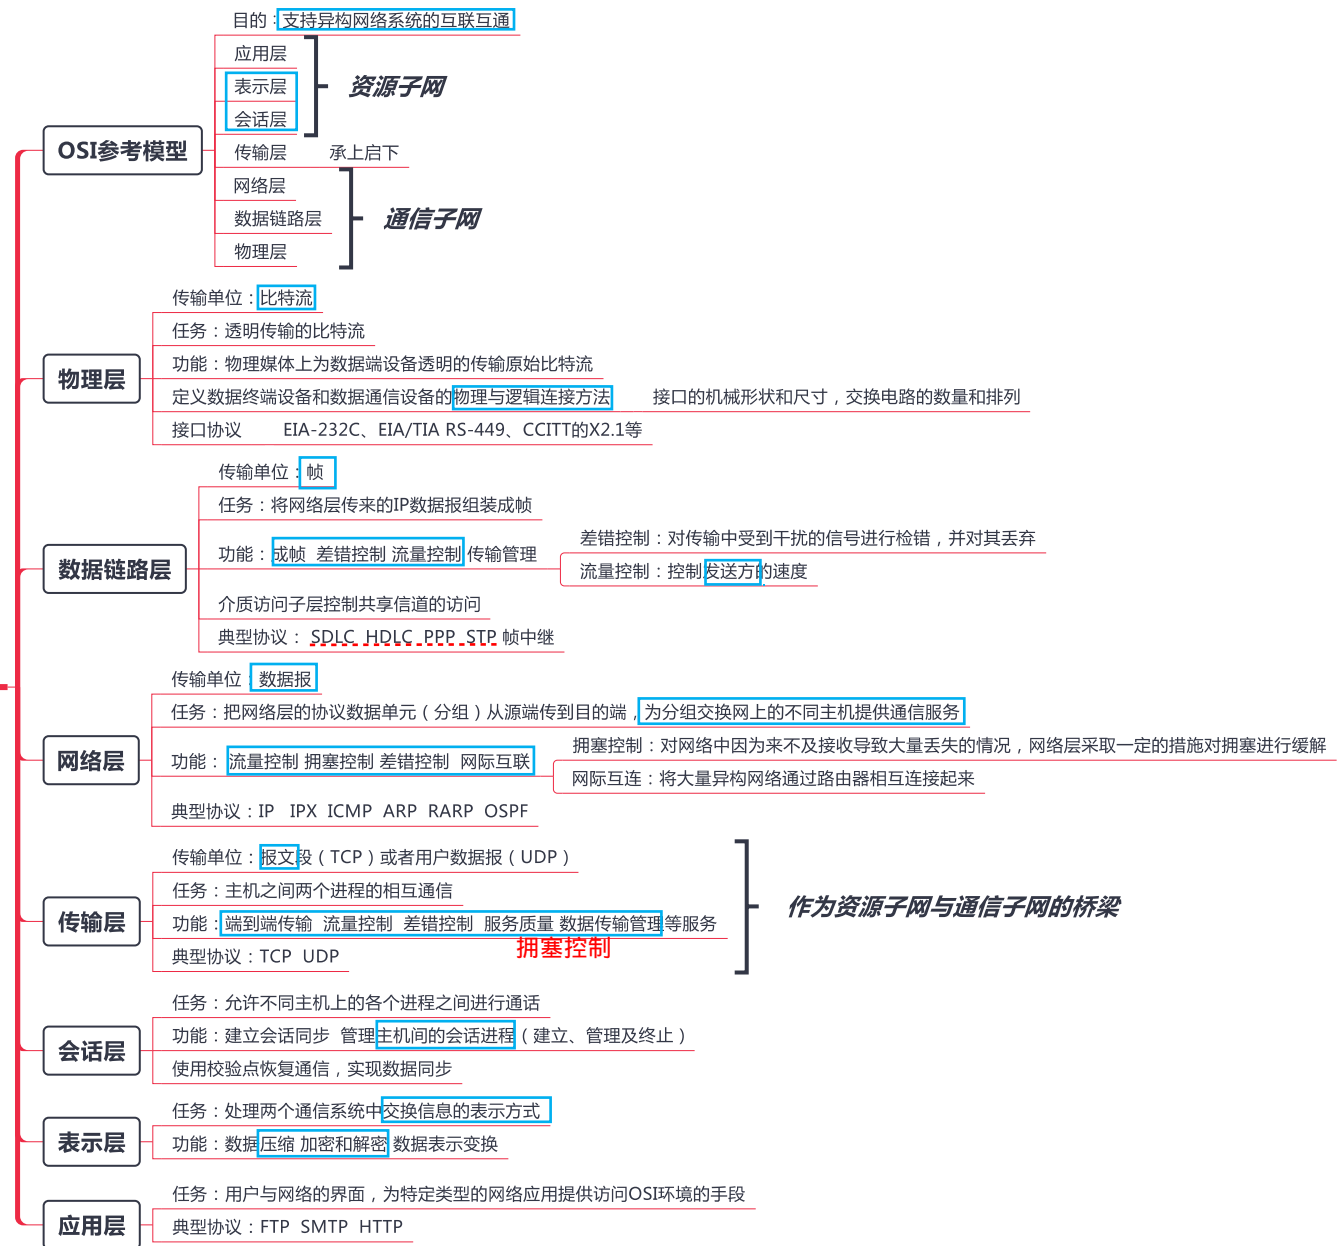 目的：支持异构网络系统的互联互通
应用层
表示层
资源子网
会话层
OSI参考模型
传输层 承上启下
网络层
数据链路层
通信子网
物理层
传输单位：比特流
任务：透明传输的比特流
功能：物理媒体上为数据端设备透明的传输原始比特流
物理层
定义数据终端设备和数据通信设备的物理与逻辑连接方法 接口的机械形状和尺寸，交换电路的数量和排列
接口协议 EIA-232C、EIA/TIA RS-449、CCITT的X2.1等
传输单位：帧
任务：将网络层传来的IP数据报组装成帧
功能：成帧 差错控制 流量控制 传输管理
差错控制：对传输中受到干扰的信号进行检错，并对其丢弃
流量控制：控制发送方的速度
数据链路层
介质访问子层控制共享信道的访问
典型协议： SDLC HDLC PPP STP 帧中继
传输单位：数据报
任务：把网络层的协议数据单元（分组）从源端传到目的端，为分组交换网上的不同主机提供通信服务
功能： 流量控制 拥塞控制 差错控制 网际互联
拥塞控制：对网络中因为来不及接收导致大量丢失的情况，网络层采取一定的措施对拥塞进行缓解
网际互连：将大量异构网络通过路由器相互连接起来
网络层
典型协议：IP IPX ICMP ARP RARP OSPF
传输单位：报文段（TCP）或者用户数据报（UDP）
任务：主机之间两个进程的相互通信
作为资源子网与通信子网的桥梁
传输层
功能：端到端传输 流量控制 差错控制 服务质量 数据传输管理等服务
拥塞控制
典型协议：TCP UDP
任务：允许不同主机上的各个进程之间进行通话
功能：建立会话同步 管理主机间的会话进程（建立、管理及终止）
会话层
使用校验点恢复通信，实现数据同步
任务：处理两个通信系统中交换信息的表示方式
表示层
功能：数据压缩 加密和解密 数据表示变换
任务：用户与网络的界面，为特定类型的网络应用提供访问OSI环境的手段
应用层
典型协议：FTP SMTP HTTP